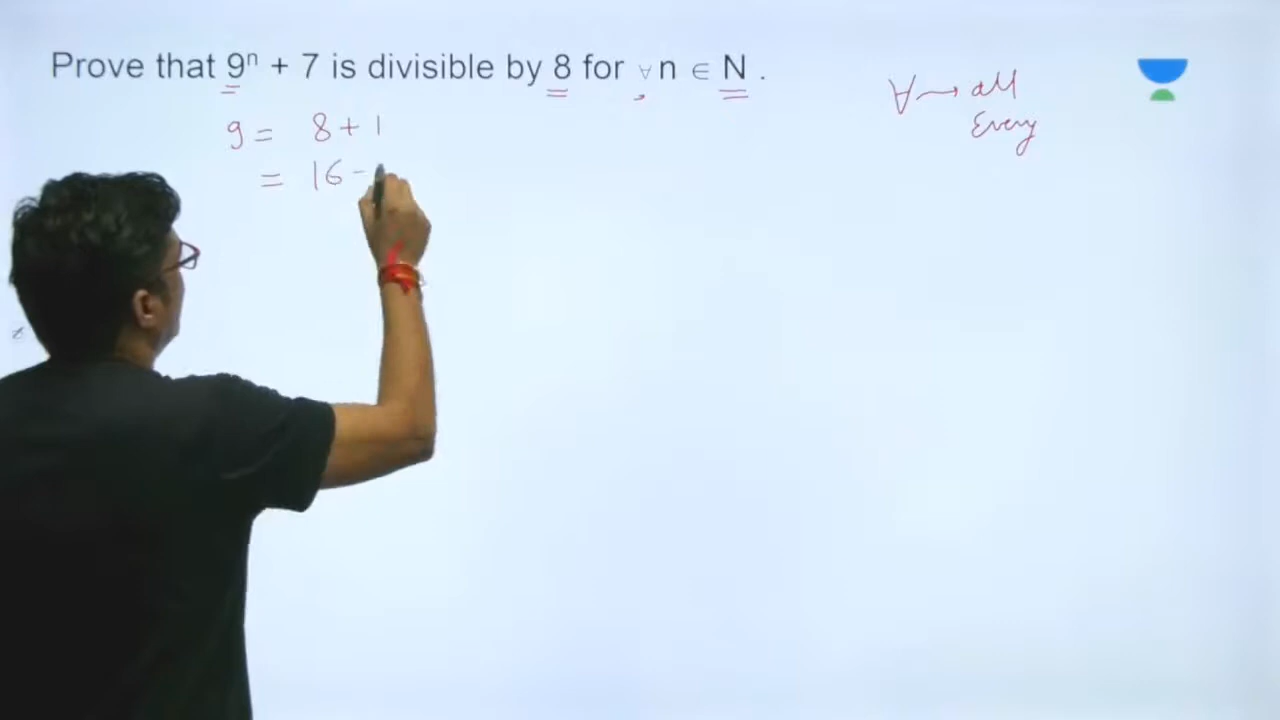 Prove that 9ⁿ + 7 is divisible by 8 for ∀ n ∈ N .
∀ → all
Every
9 = 8 + 1
= 16 -